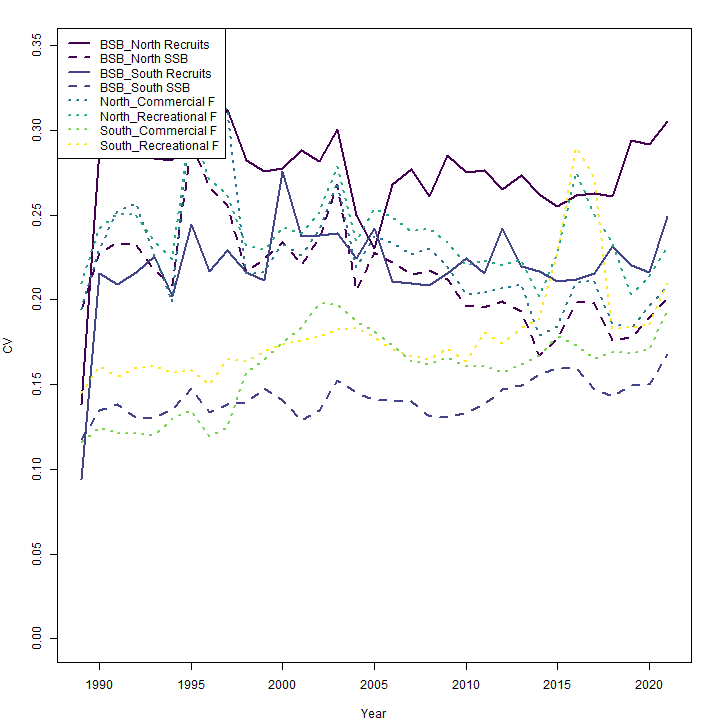 BSB_North Recruits
BSB_North SSB
BSB_South Recruits
BSB_South SSB
North_Commercial F
North_Recreational F
South_Commercial F
South_Recreational F
0.35
0.30
0.25
0.20
0.15
0.10
0.05
0.00
CV
1990 1995 2000 2005 2010 2015 2020
Year